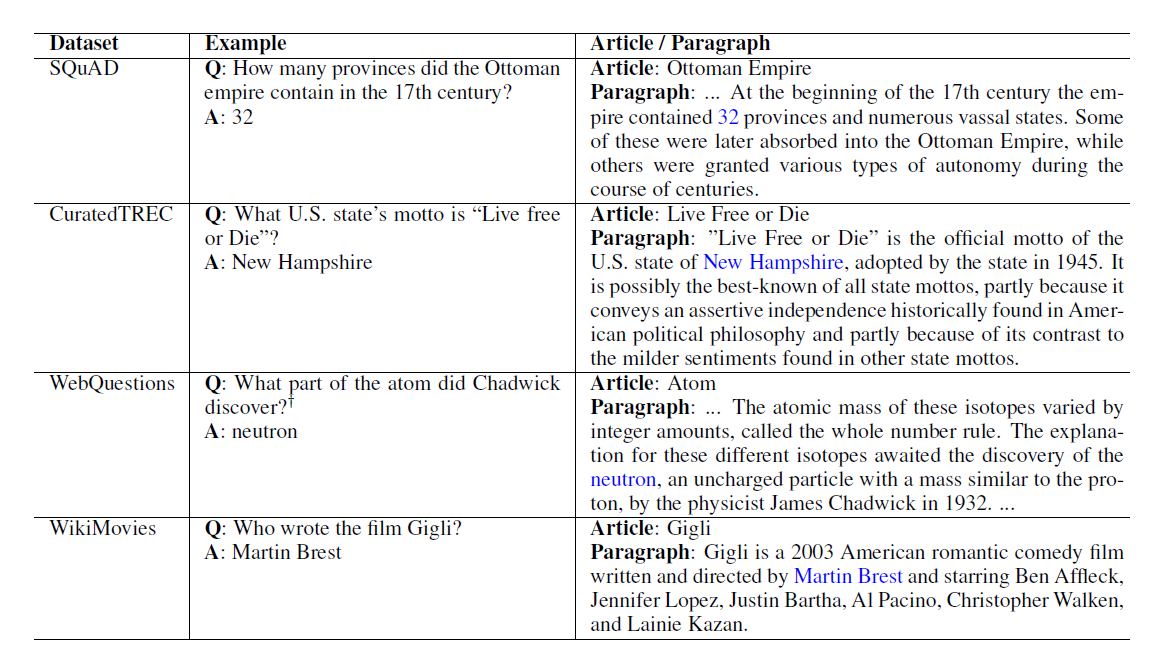 Dataset Example Article / Paragraph
SQuAD
Q: How many provinces did the Ottoman
empire contain in the 17th century?
A: 32
Article: Ottoman Empire
Paragraph: ... At the beginning of the 17th century the em-
pire contained 32 provinces and numerous vassal states. Some
of these were later absorbed into the Ottoman Empire, while
others were granted various types of autonomy during the
course of centuries.
CuratedTREC
Q: What U.S. state's motto is “Live free
or Die”?
A: New Hampshire
Article: Live Free or Die
Paragraph: ”Live Free or Die” is the official motto of the
U.S. state of New Hampshire, adopted by the state in 1945. It
is possibly the best-known of all state mottos, partly because it
conveys an assertive independence historically found in Amer-
ican political philosophy and partly because of its contrast to
the milder sentiments found in other state mottos.
WebQuestions
Q: What part of the atom did Chadwick
discover?†
A: neutron
Article: Atom
Paragraph: ... The atomic mass of these isotopes varied by
integer amounts, called the whole number rule. The explana-
tion for these different isotopes awaited the discovery of the
neutron, an uncharged particle with a mass similar to the pro-
ton, by the physicist James Chadwick in 1932. ...
WikiMovies
Q: Who wrote the film Gigli?
A: Martin Brest
Article: Gigli
Paragraph: Gigli is a 2003 American romantic comedy film
written and directed by Martin Brest and starring Ben Affleck,
Jennifer Lopez, Justin Bartha, Al Pacino, Christopher Walken,
and Lainie Kazan.